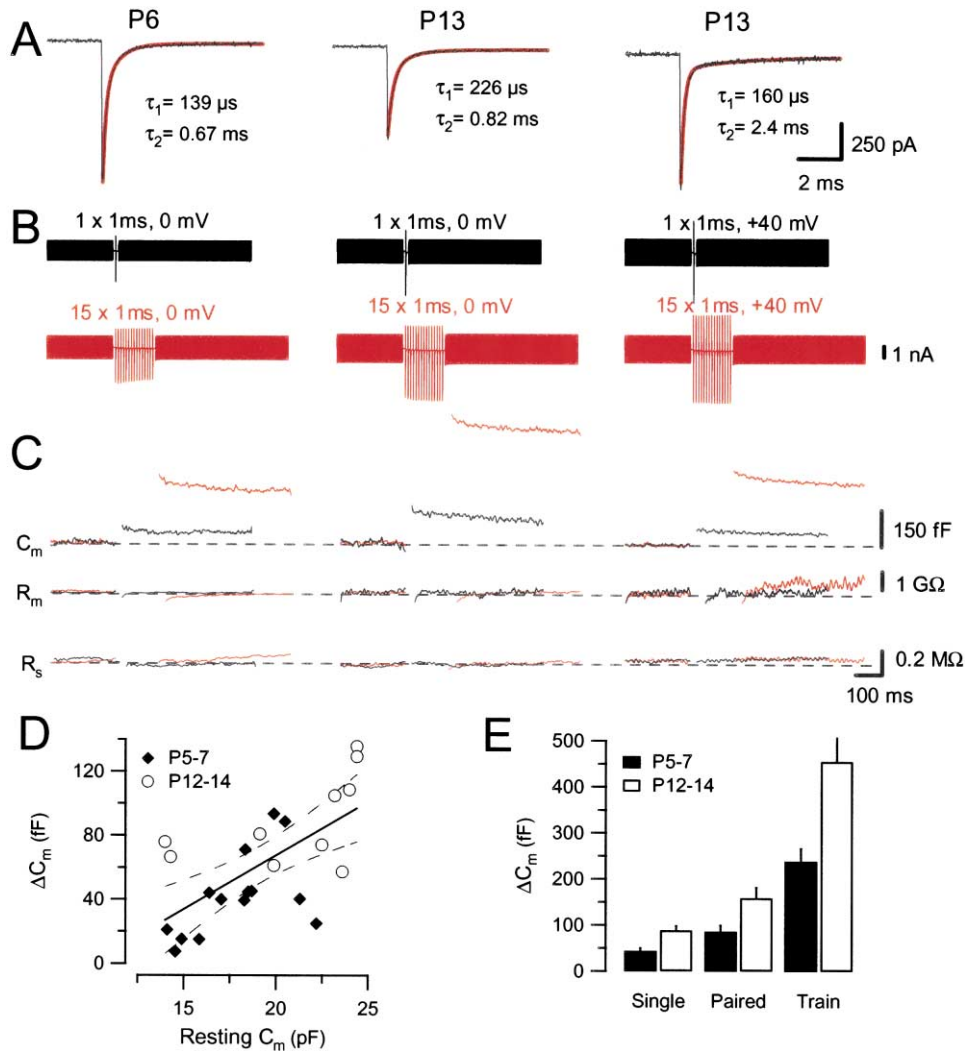 A
P6
P13
P13
τ1= 139 µs
τ2= 0.67 ms
τ1= 226 µs
τ2= 0.82 ms
τ1= 160 µs
τ2= 2.4 ms
250 pA
2 ms
B
1 x 1ms, 0 mV
1 x 1ms, 0 mV
1 x 1ms, +40 mV
15 x 1ms, 0 mV
15 x 1ms, 0 mV
15 x 1ms, +40 mV
1 nA
C
Cm
150 fF
Rm
1 GΩ
Rs
0.2 MΩ
100 ms
D
P5-7
P12-14
ΔCm (fF)
120
80
40
0
15
20
25
Resting Cm (pF)
E
P5-7
P12-14
ΔCm (fF)
500
400
300
200
100
0
Single
Paired
Train